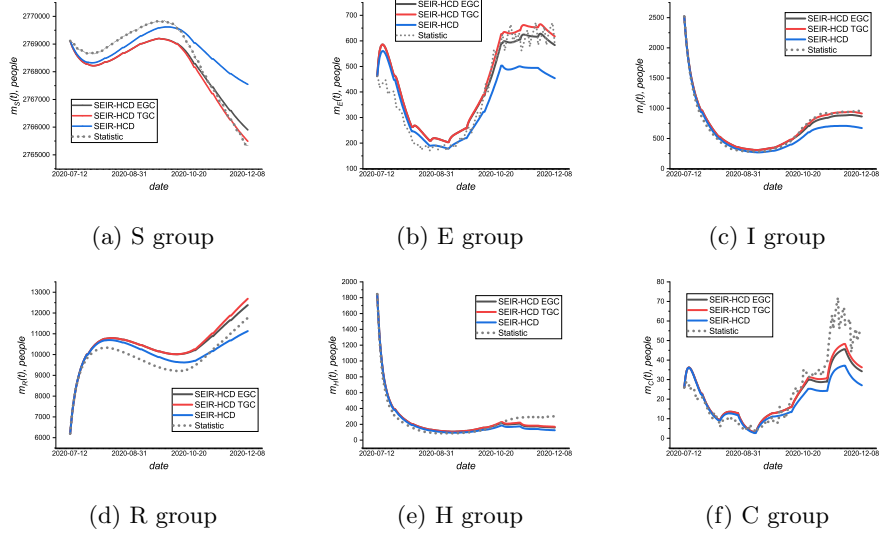 2770000
2769000
2768000
2767000
2766000
2765000
m_S(t), people
SEIR-HCD EGC
SEIR-HCD TGC
SEIR-HCD
Statistic
2020-07-12
2020-08-31
2020-10-20
2020-12-08
date
(a) S group
700
600
500
400
300
200
100
m_E(t), people
SEIR-HCD EGC
SEIR-HCD TGC
SEIR-HCD
Statistic
2020-07-12
2020-08-31
2020-10-20
2020-12-08
date
(b) E group
2500
2000
1500
1000
500
0
m_I(t), people
SEIR-HCD EGC
SEIR-HCD TGC
SEIR-HCD
Statistic
2020-07-12
2020-08-31
2020-10-20
2020-12-08
date
(c) I group
13000
12000
11000
10000
9000
8000
7000
6000
m_R(t), people
SEIR-HCD EGC
SEIR-HCD TGC
SEIR-HCD
Statistic
2020-07-12
2020-08-31
2020-10-20
2020-12-08
date
(d) R group
2000
1800
1600
1400
1200
1000
800
600
400
200
0
m_H(t), people
SEIR-HCD EGC
SEIR-HCD TGC
SEIR-HCD
Statistic
2020-07-12
2020-08-31
2020-10-20
2020-12-08
date
(e) H group
80
70
60
50
40
30
20
10
0
m_C(t), people
SEIR-HCD EGC
SEIR-HCD TGC
SEIR-HCD
Statistic
2020-07-12
2020-08-31
2020-10-20
2020-12-08
date
(f) C group